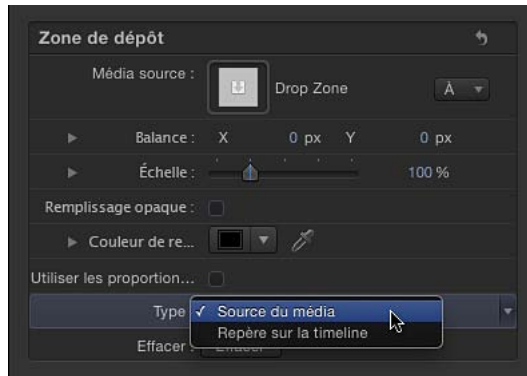 Zone de dépôt
Média source :
Drop Zone
À
Balance : X 0 px Y 0 px
Échelle : 100 %
Remplissage opaque :
Couleur de re...
Utiliser les proportion...
Type ✓ Source du média
Repère sur la timeline
Effacer :